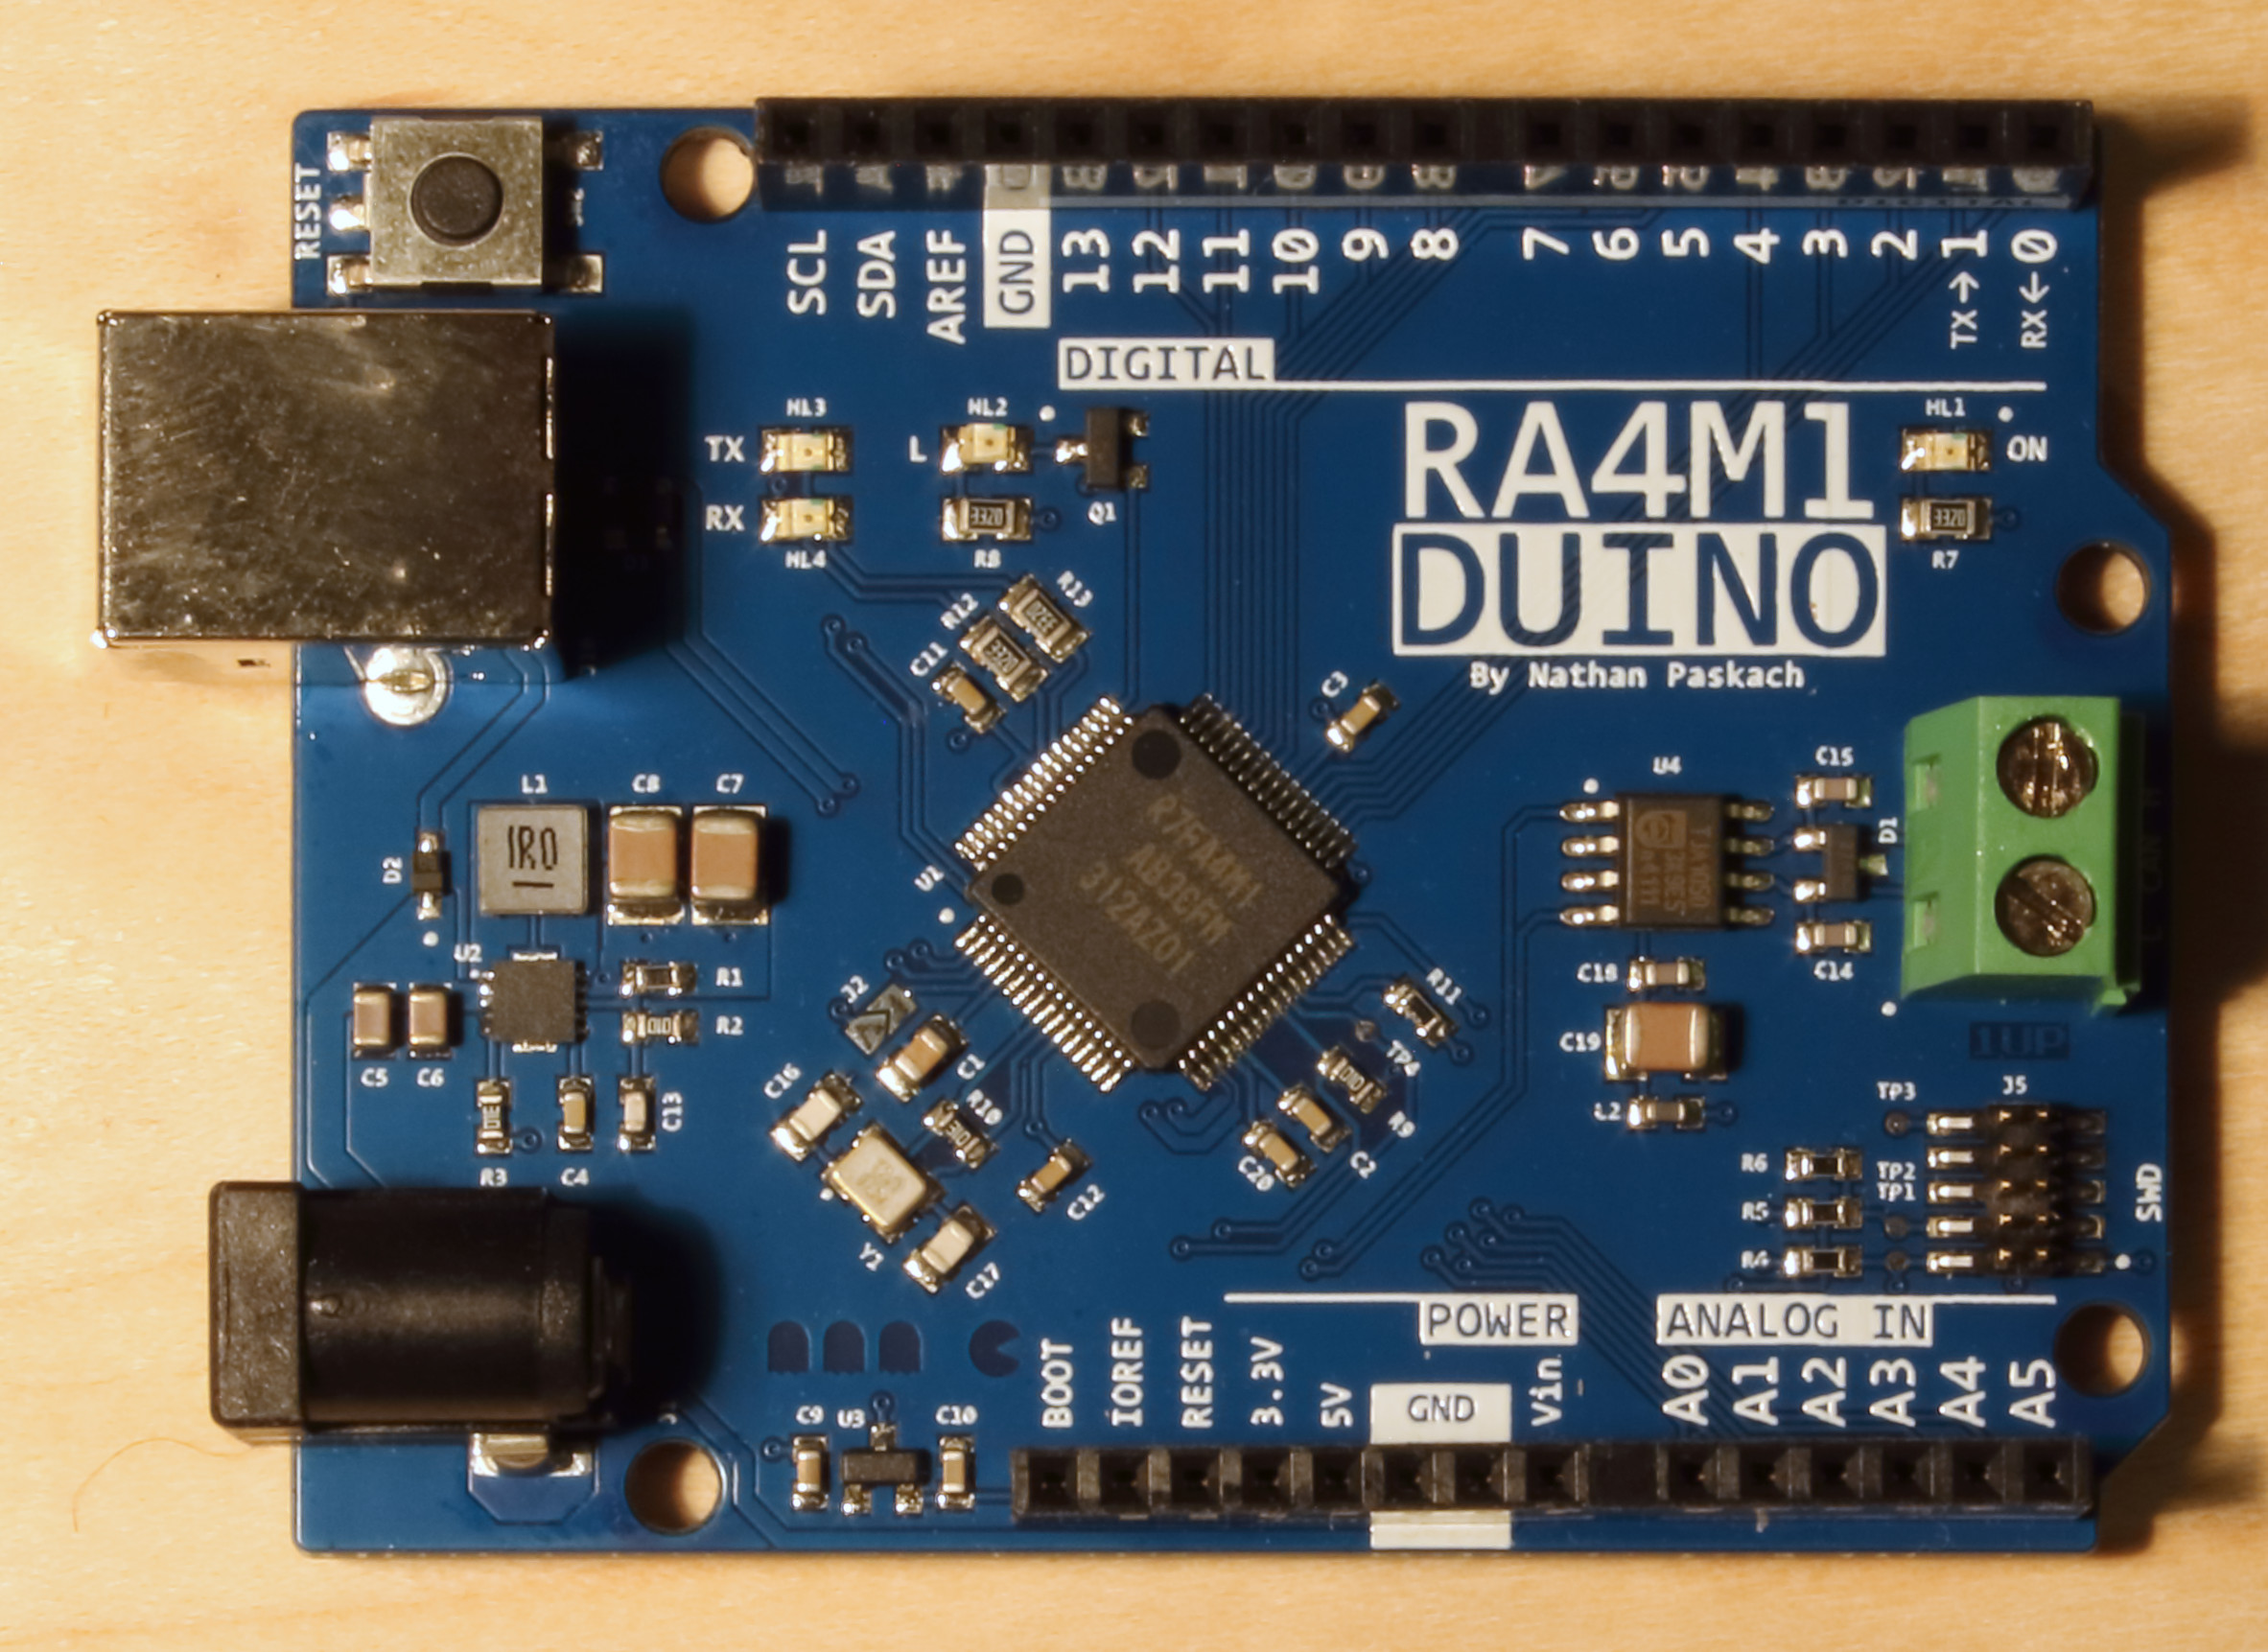 RESET
SCL
SDA
AREF
GND
13
12
11
10
9
8
7
6
5
4
3
2
TX→1
RX←0
DIGITAL
HL3
TX
RX
HL4
HL2
L
R8
Q1
RA4M1
DUINO
By Nathan Paskach
HL1
ON
R7
R12
R13
C11
C3
L1
1R0
C8
C7
D2
U2
R1
R2
C5
C6
R3
C4
C13
R7FA4M1
AB3CFM
312AZ01
J2
C1
C16
R10
C17
C12
R11
TP4
R9
C2
C20
U4
C15
D1
C14
C18
C19
L2
1UP
TP3
J5
R6
TP2
TP1
R5
R4
SWD
POWER
ANALOG IN
BOOT
IOREF
RESET
3.3V
5V
GND
Vin
A0
A1
A2
A3
A4
A5
C9
U3
C10